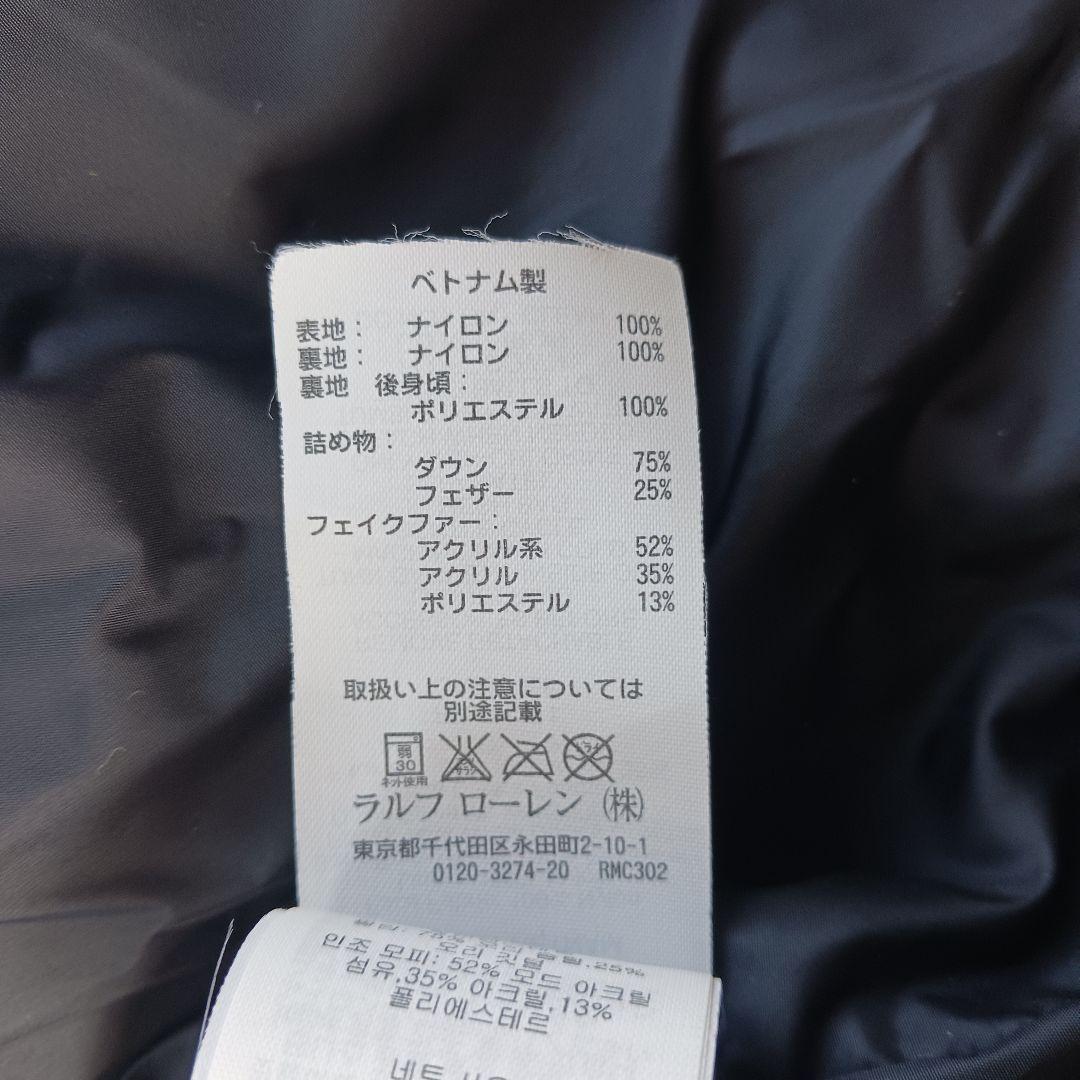 ベトナム製
表地： ナイロン 100%
裏地： ナイロン 100%
裏地 後身頃：
ポリエステル 100%
詰め物：
ダウン 75%
フェザー 25%
フェイクファー：
アクリル系 52%
アクリル 35%
ポリエステル 13%
取扱い上の注意については
別途記載
弱
30
ネット使用
ラルフ ローレン (株)
東京都千代田区永田町2-10-1
0120-3274-20 RMC302
인조 모피: 52% 모드 아크릴
섬유,35% 아크릴,13%
폴리에스테르